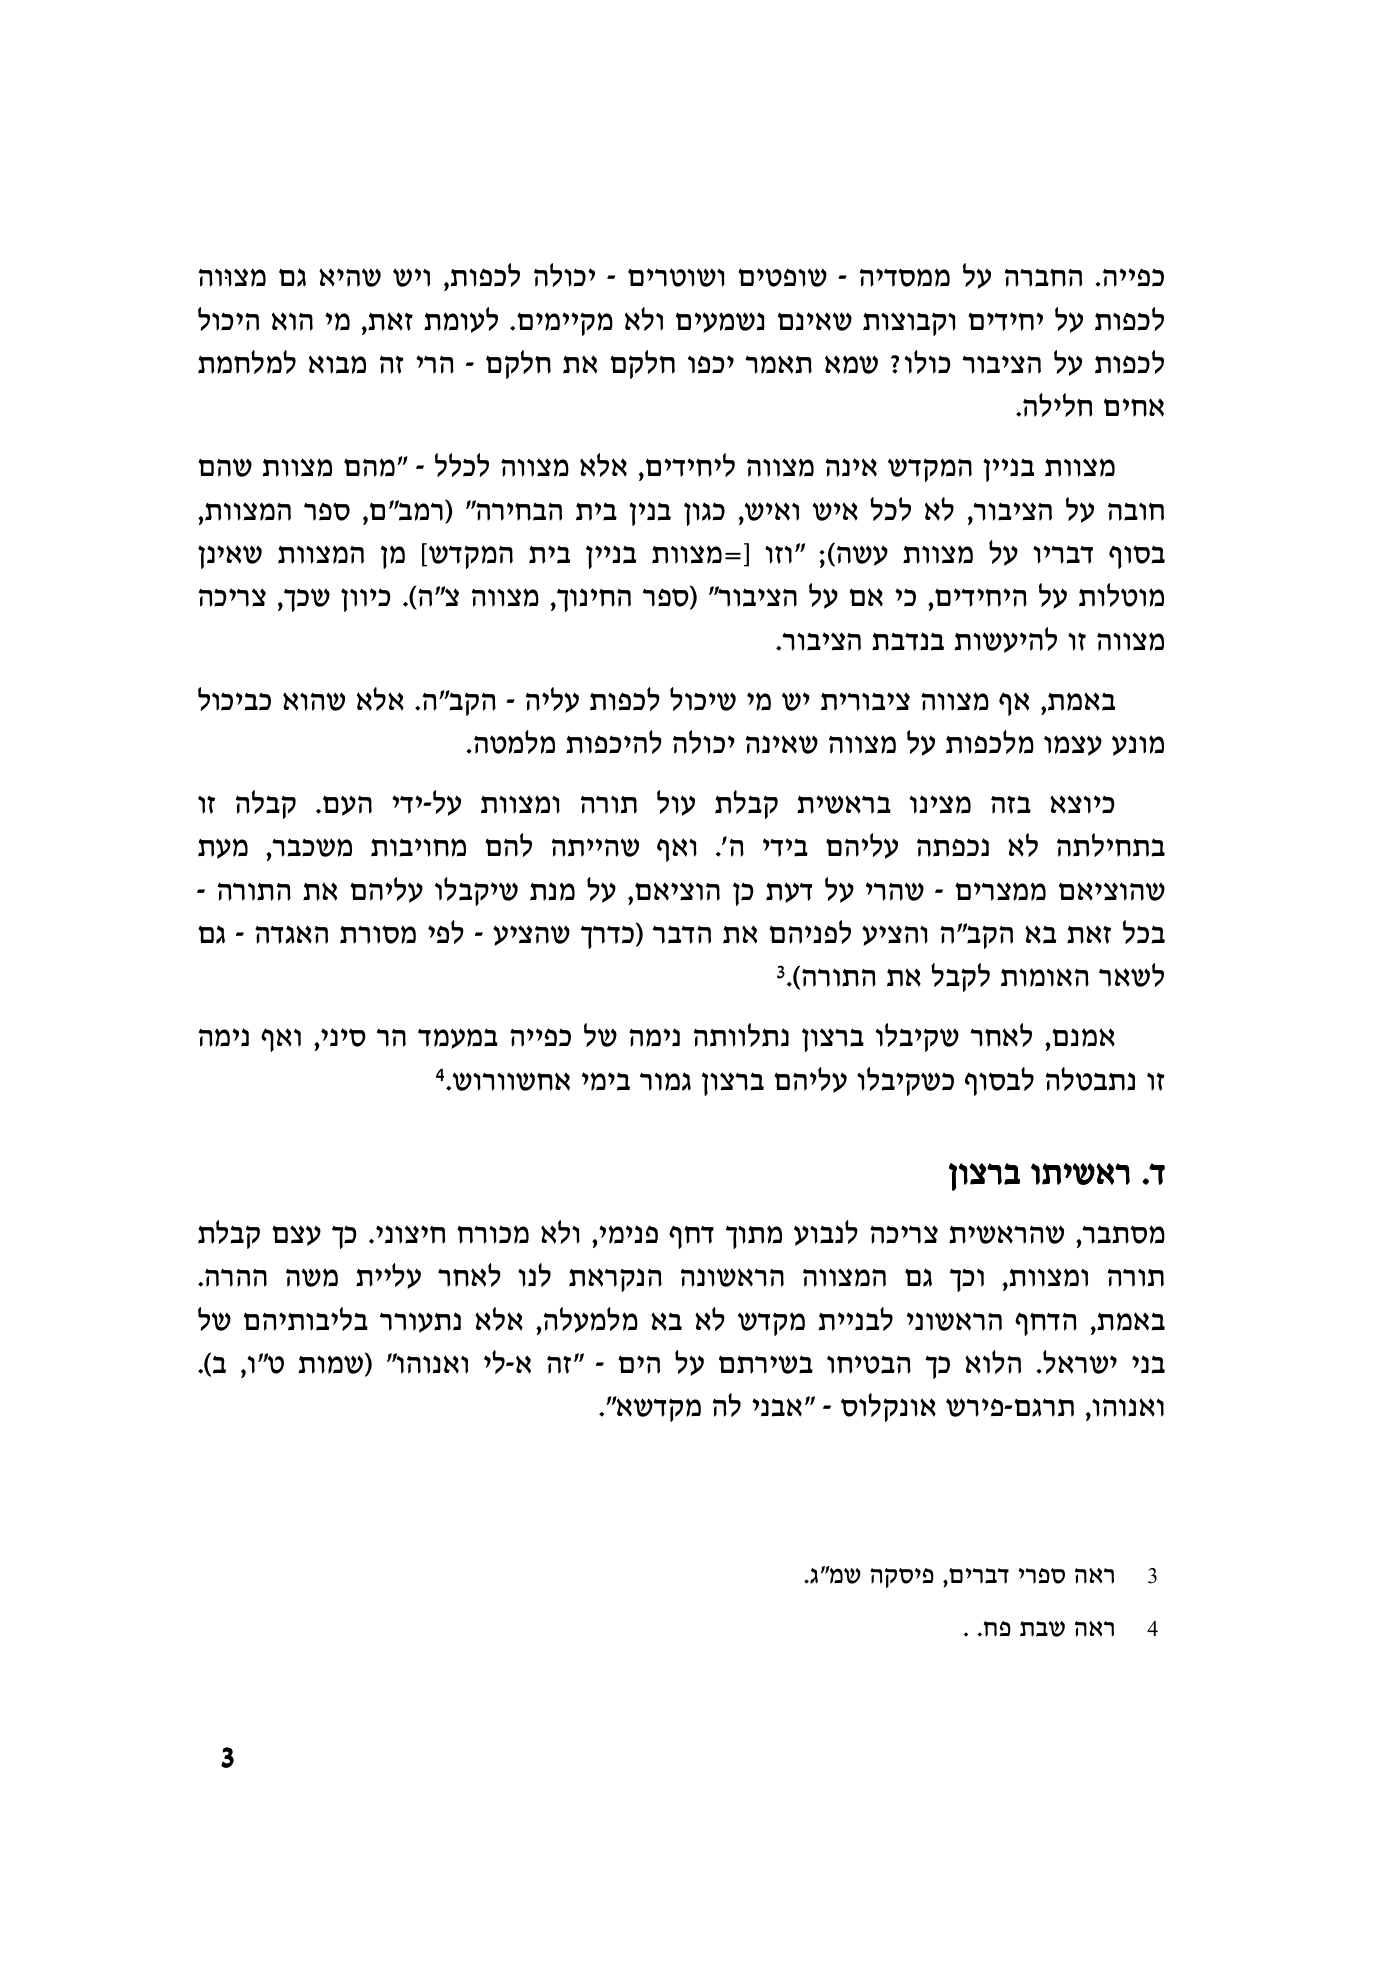 כפייה. החברה על ממסדיה - שופטים ושוטרים - יכולה לכפות, ויש שהיא גם מצוּוה
לכפות על יחידים וקבוצות שאינם נשמעים ולא מקיימים. לעומת זאת, מי הוא היכול
לכפות על הציבור כולו? שמא תאמר יכפו חלקם את חלקם - הרי זה מבוא למלחמת
אחים חלילה.
מצוות בניין המקדש אינה מצווה ליחידים, אלא מצווה לכלל - "מהם מצוות שהם
חובה על הציבור, לא לכל איש ואיש, כגון בנין בית הבחירה" (רמב"ם, ספר המצוות,
בסוף דבריו על מצוות עשה); "וזו [=מצוות בניין בית המקדש] מן המצוות שאינן
מוטלות על היחידים, כי אם על הציבור" (ספר החינוך, מצווה צ"ה). כיוון שכך, צריכה
מצווה זו להיעשות בנדבת הציבור.
באמת, אף מצווה ציבורית יש מי שיכול לכפות עליה - הקב"ה. אלא שהוא כביכול
מונע עצמו מלכפות על מצווה שאינה יכולה להיכפות מלמטה.
כיוצא בזה מצינו בראשית קבלת עול תורה ומצוות על-ידי העם. קבלה זו
בתחילתה לא נכפתה עליהם בידי ה'. ואף שהייתה להם מחויבות משכבר, מעת
שהוציאם ממצרים - שהרי על דעת כן הוציאם, על מנת שיקבלו עליהם את התורה -
בכל זאת בא הקב"ה והציע לפניהם את הדבר (כדרך שהציע - לפי מסורת האגדה - גם
לשאר האומות לקבל את התורה).3
אמנם, לאחר שקיבלו ברצון נתלוותה נימה של כפייה במעמד הר סיני, ואף נימה
זו נתבטלה לבסוף כשקיבלו עליהם ברצון גמור בימי אחשוורוש.4
ד. ראשיתו ברצון
מסתבר, שהראשית צריכה לנבוע מתוך דחף פנימי, ולא מכורח חיצוני. כך עצם קבלת
תורה ומצוות, וכך גם המצווה הראשונה הנקראת לנו לאחר עליית משה ההרה.
באמת, הדחף הראשוני לבניית מקדש לא בא מלמעלה, אלא נתעורר בליבותיהם של
בני ישראל. הלוא כך הבטיחו בשירתם על הים - "זה א-לי ואנוהו" (שמות ט"ו, ב).
ואנוהו, תרגם-פירש אונקלוס - "אבני לה מקדשא".
3 ראה ספרי דברים, פיסקה שמ"ג.
4 ראה שבת פח. .
3